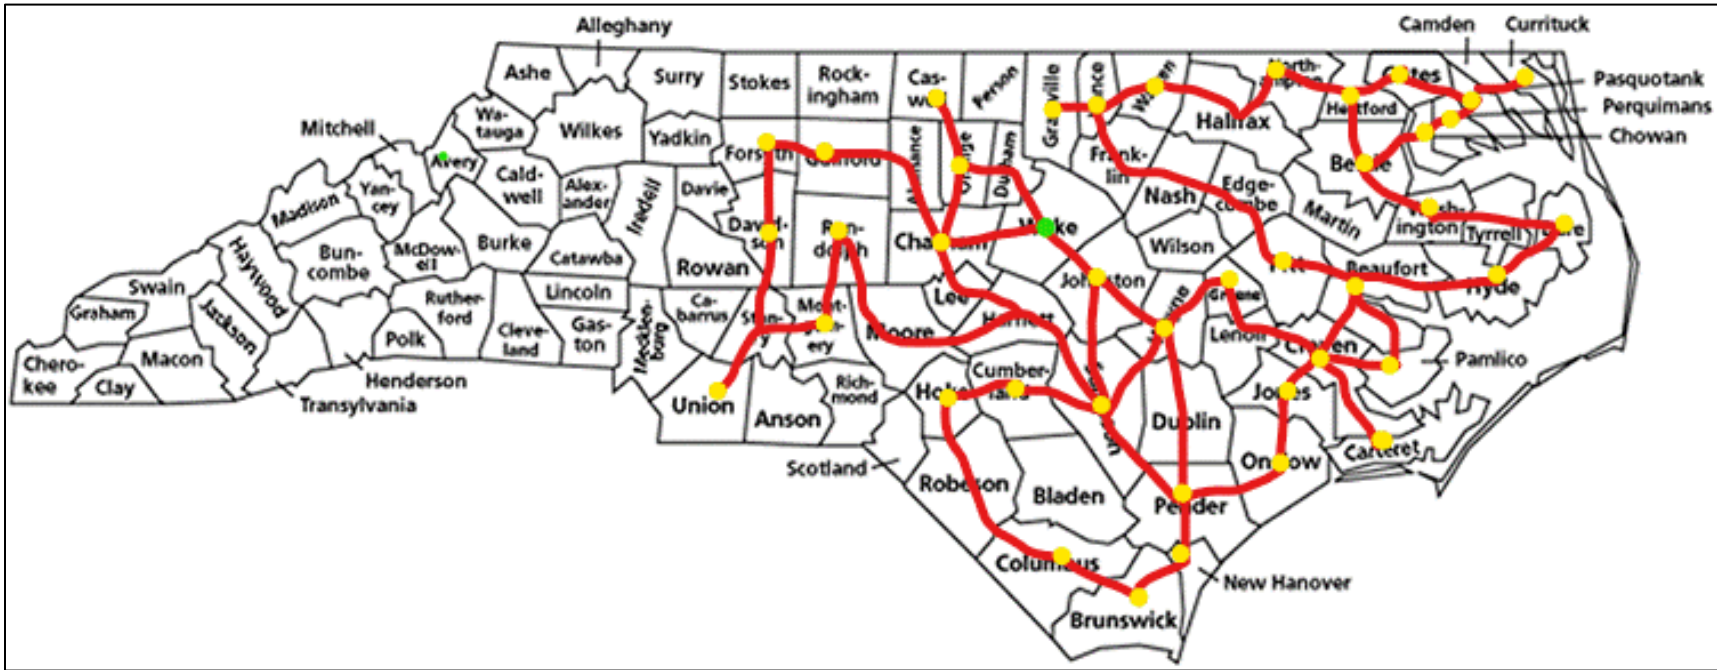 Alleghany
Camden
Currituck
Ashe
Surry
Stokes
Rock-
ingham
Person
Pasquotank
Perquimans
Chowan
Wa-
tauga
Wilkes
Yadkin
Mitchell
Avery
Halifax
Hertford
Cald-
well
Alex-
ander
Iredell
Davie
Frank-
lin
Nash
Edge-
combe
Martin
Yan-
cey
Madison
Bun-
combe
McDow-
ell
Burke
Catawba
Rowan
Wilson
Tyrrell
Haywood
Swain
Graham
Jackson
Ruther-
ford
Lincoln
Ca-
barrus
Lee
Beaufort
Hyde
Greene
Chero-
kee
Macon
Clay
Polk
Cleve-
land
Gas-
ton
Mecklen-
burg
Moore
Harnett
Lenoir
Pamlico
Henderson
Transylvania
Union
Anson
Rich-
mond
Scotland
Robeson
Bladen
Carteret
Brunswick
New Hanover